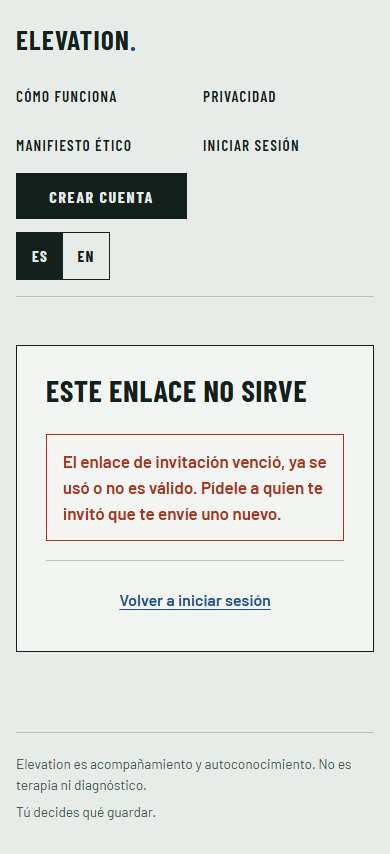 ELEVATION.
CÓMO FUNCIONA
PRIVACIDAD
MANIFIESTO ÉTICO
INICIAR SESIÓN
CREAR CUENTA
ES
EN
ESTE ENLACE NO SIRVE
El enlace de invitación venció, ya se
usó o no es válido. Pídele a quien te
invitó que te envíe uno nuevo.
Volver a iniciar sesión
Elevation es acompañamiento y autoconocimiento. No es
terapia ni diagnóstico.
Tú decides qué guardar.